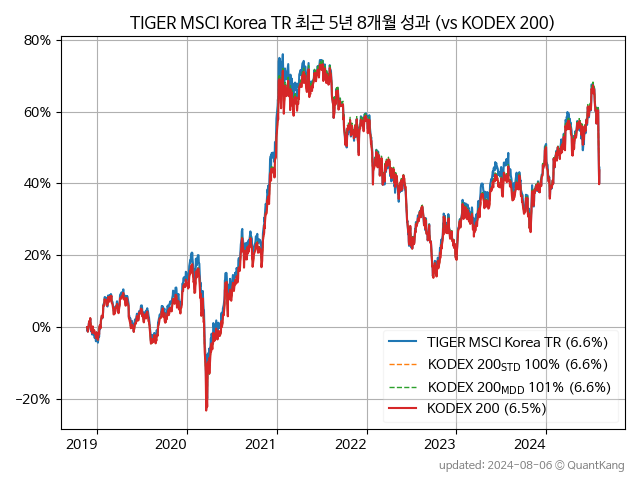 TIGER MSCI Korea TR 최근 5년 8개월 성과 (vs KODEX 200)
80%
60%
40%
20%
0%
−20%
2019 2020 2021 2022 2023 2024
TIGER MSCI Korea TR (6.6%)
KODEX 200STD 100% (6.6%)
KODEX 200MDD 101% (6.6%)
KODEX 200 (6.5%)
updated: 2024-08-06 © QuantKang